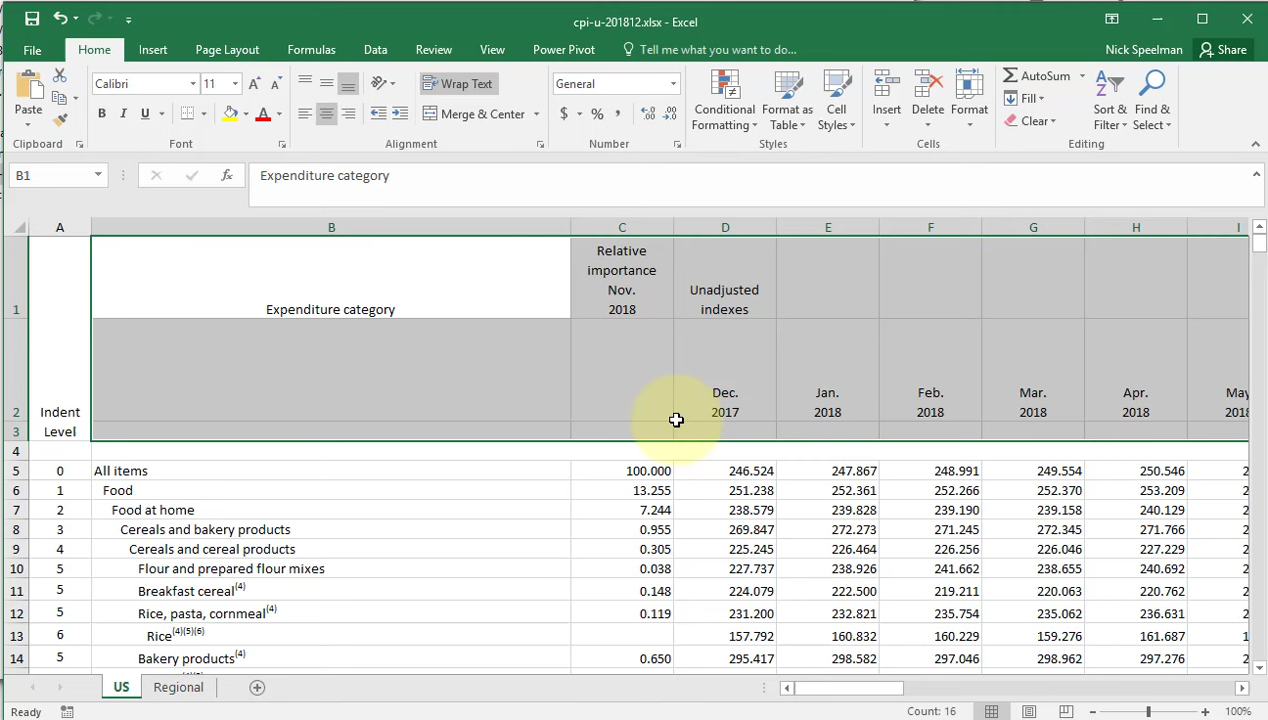 cpi-u-201812.xlsx - Excel
File Home Insert Page Layout Formulas Data Review View Power Pivot Tell me what you want to do... Nick Speelman Share
Calibri 11 Wrap Text General AutoSum
Paste B I U Merge & Center $ % , Conditional Formatting Format as Table Cell Styles Insert Delete Format Fill Sort & Filter Find & Select
Clear
Clipboard Font Alignment Number Styles Cells Editing
B1 fx Expenditure category
A B C D E F G H I
Relative
importance
Nov. Unadjusted
1 Expenditure category 2018 indexes
Dec. Jan. Feb. Mar. Apr. May
2 Indent 2017 2018 2018 2018 2018 2018
3 Level
4
5 0 All items 100.000 246.524 247.867 248.991 249.554 250.546 2
6 1 Food 13.255 251.238 252.361 252.266 252.370 253.209 2
7 2 Food at home 7.244 238.579 239.828 239.190 239.158 240.129 2
8 3 Cereals and bakery products 0.955 269.847 272.273 271.245 272.345 271.766 2
9 4 Cereals and cereal products 0.305 225.245 226.464 226.256 226.046 227.229 2
10 5 Flour and prepared flour mixes 0.038 227.737 238.926 241.662 238.655 240.692 2
11 5 Breakfast cereal(4) 0.148 224.079 222.500 219.211 220.063 220.762 2
12 5 Rice, pasta, cornmeal(4) 0.119 231.200 232.821 235.754 235.062 236.631 2
13 6 Rice(4)(5)(6) 157.792 160.832 160.229 159.276 161.687 1
14 5 Bakery products(4) 0.650 295.417 298.582 297.046 298.962 297.276 2
US Regional
Ready Count: 16 100%